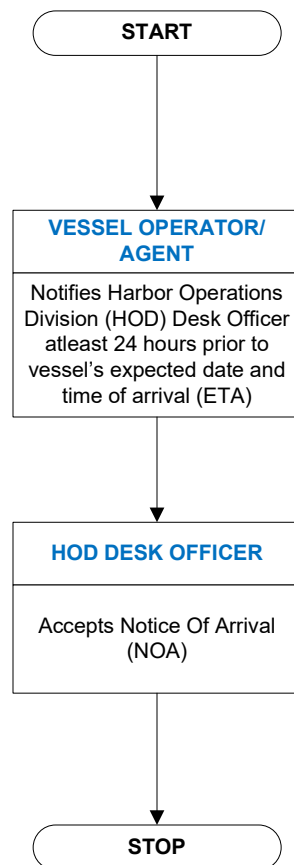 START
VESSEL OPERATOR/
AGENT
Notifies Harbor Operations
Division (HOD) Desk Officer
atleast 24 hours prior to
vessel’s expected date and
time of arrival (ETA)
HOD DESK OFFICER
Accepts Notice Of Arrival
(NOA)
STOP